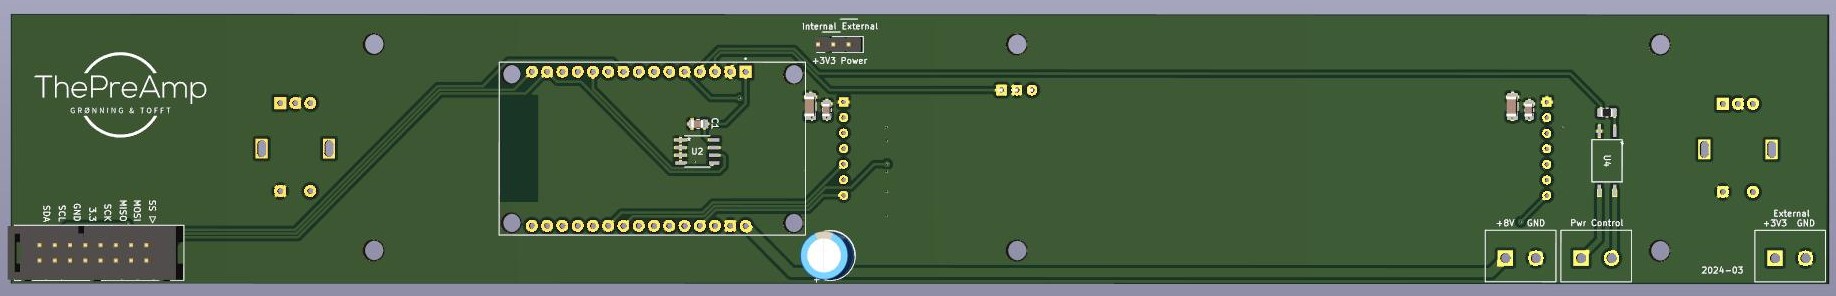 Internal External
+3V3 Power
ThePreAmp
GRØNNING & TOFFT
C1
U2
U4
SDA
SCL
GND
3.3
SCK
MISO
MOSI
SS
+8V GND
Pwr Control
External
+3V3 GND
2024-03
+